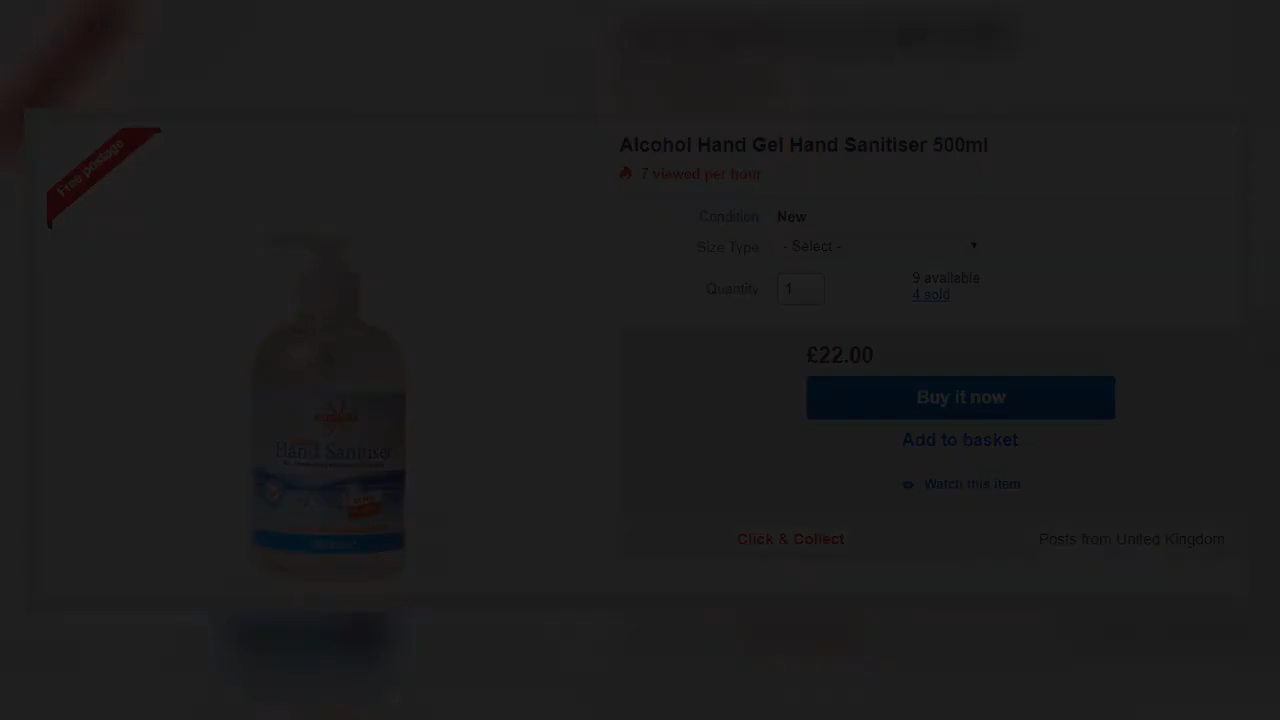 Free postage
Alcohol Hand Gel Hand Sanitiser 500ml
7 viewed per hour
Condition New
Size Type - Select -
Quantity 1 9 available
4 sold
£22.00
Buy it now
Add to basket
Watch this item
Click & Collect Posts from United Kingdom
Hand Sanitiser